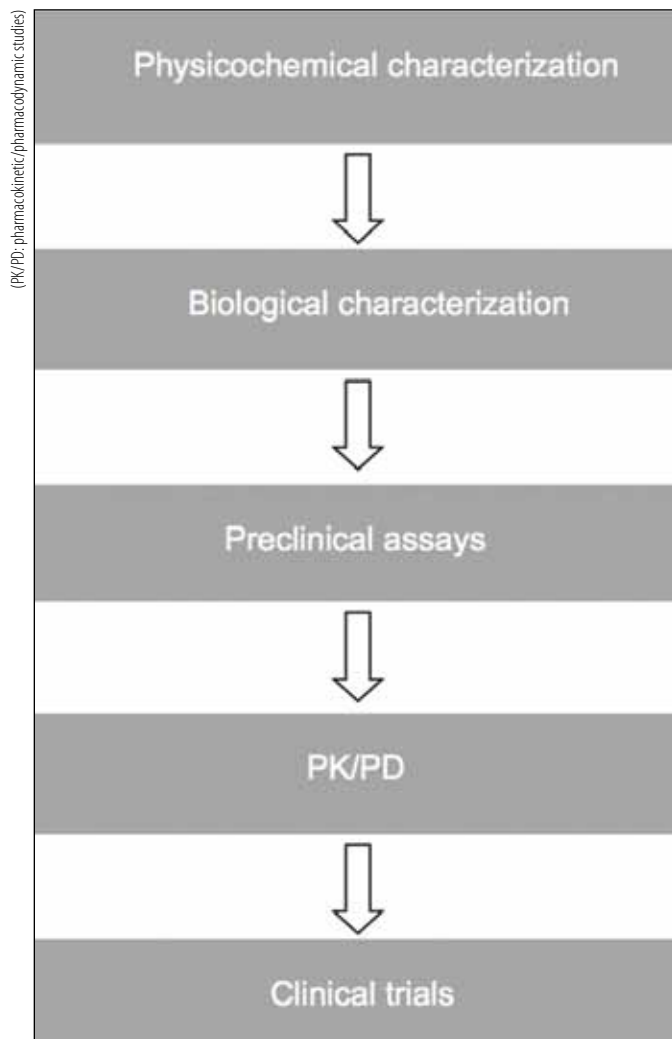 (PK/PD: pharmacokinetic/pharmacodynamic studies)
Physicochemical characterization
Biological characterization
Preclinical assays
PK/PD
Clinical trials